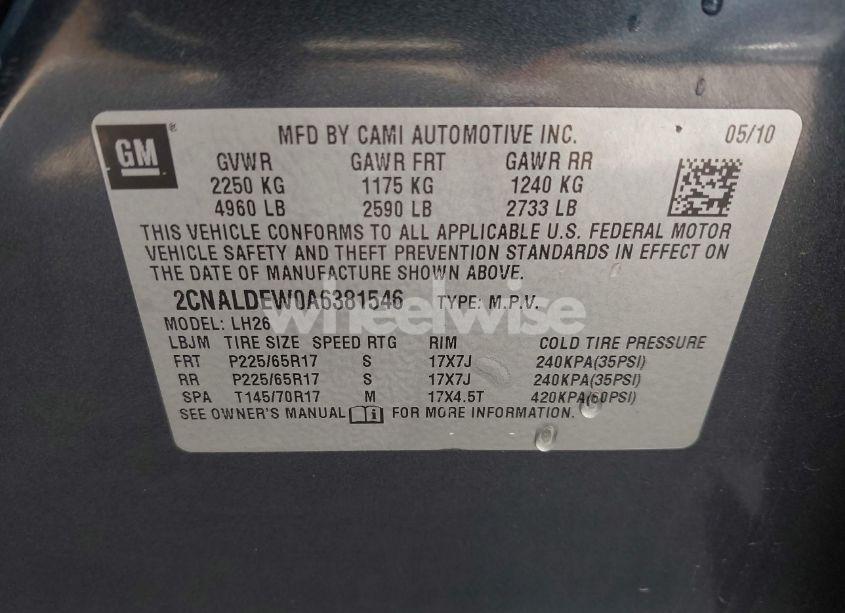 GM
MFD BY CAMI AUTOMOTIVE INC. 05/10
GVWR GAWR FRT GAWR RR
2250 KG 1175 KG 1240 KG
4960 LB 2590 LB 2733 LB
THIS VEHICLE CONFORMS TO ALL APPLICABLE U.S. FEDERAL MOTOR
VEHICLE SAFETY AND THEFT PREVENTION STANDARDS IN EFFECT ON
THE DATE OF MANUFACTURE SHOWN ABOVE.
2CNALDEW0A6381546 TYPE: M.P.V.
wheelwise
MODEL: LH26
LBJM TIRE SIZE SPEED RTG RIM COLD TIRE PRESSURE
FRT P225/65R17 S 17X7J 240KPA(35PSI)
RR P225/65R17 S 17X7J 240KPA(35PSI)
SPA T145/70R17 M 17X4.5T 420KPA(60PSI)
SEE OWNER'S MANUAL FOR MORE INFORMATION.